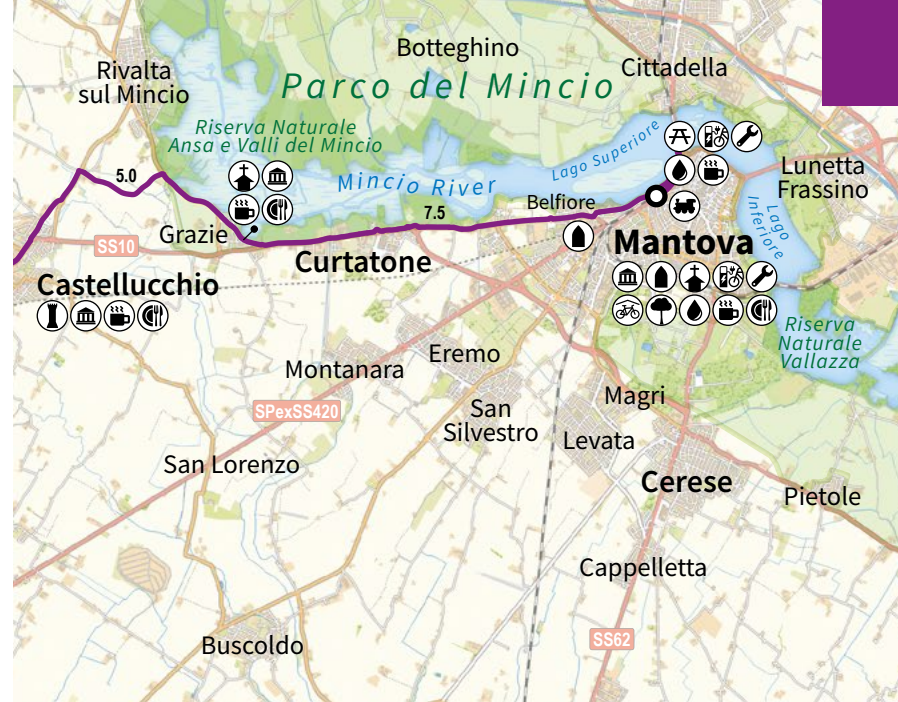 Botteghino
Cittadella
Rivalta
sul Mincio
Parco del Mincio
Riserva Naturale
Ansa e Valli del Mincio
Lago Superiore
Lunetta
Frassino
5.0
Mincio River
Belfiore
7.5
Lago
Inferiore
Grazie
SS10
Curtatone
Mantova
Castellucchio
Riserva
Naturale
Vallazza
Eremo
Montanara
Magri
SPexSS420
San
Silvestro
Levata
San Lorenzo
Cerese
Pietole
Cappelletta
SS62
Buscoldo